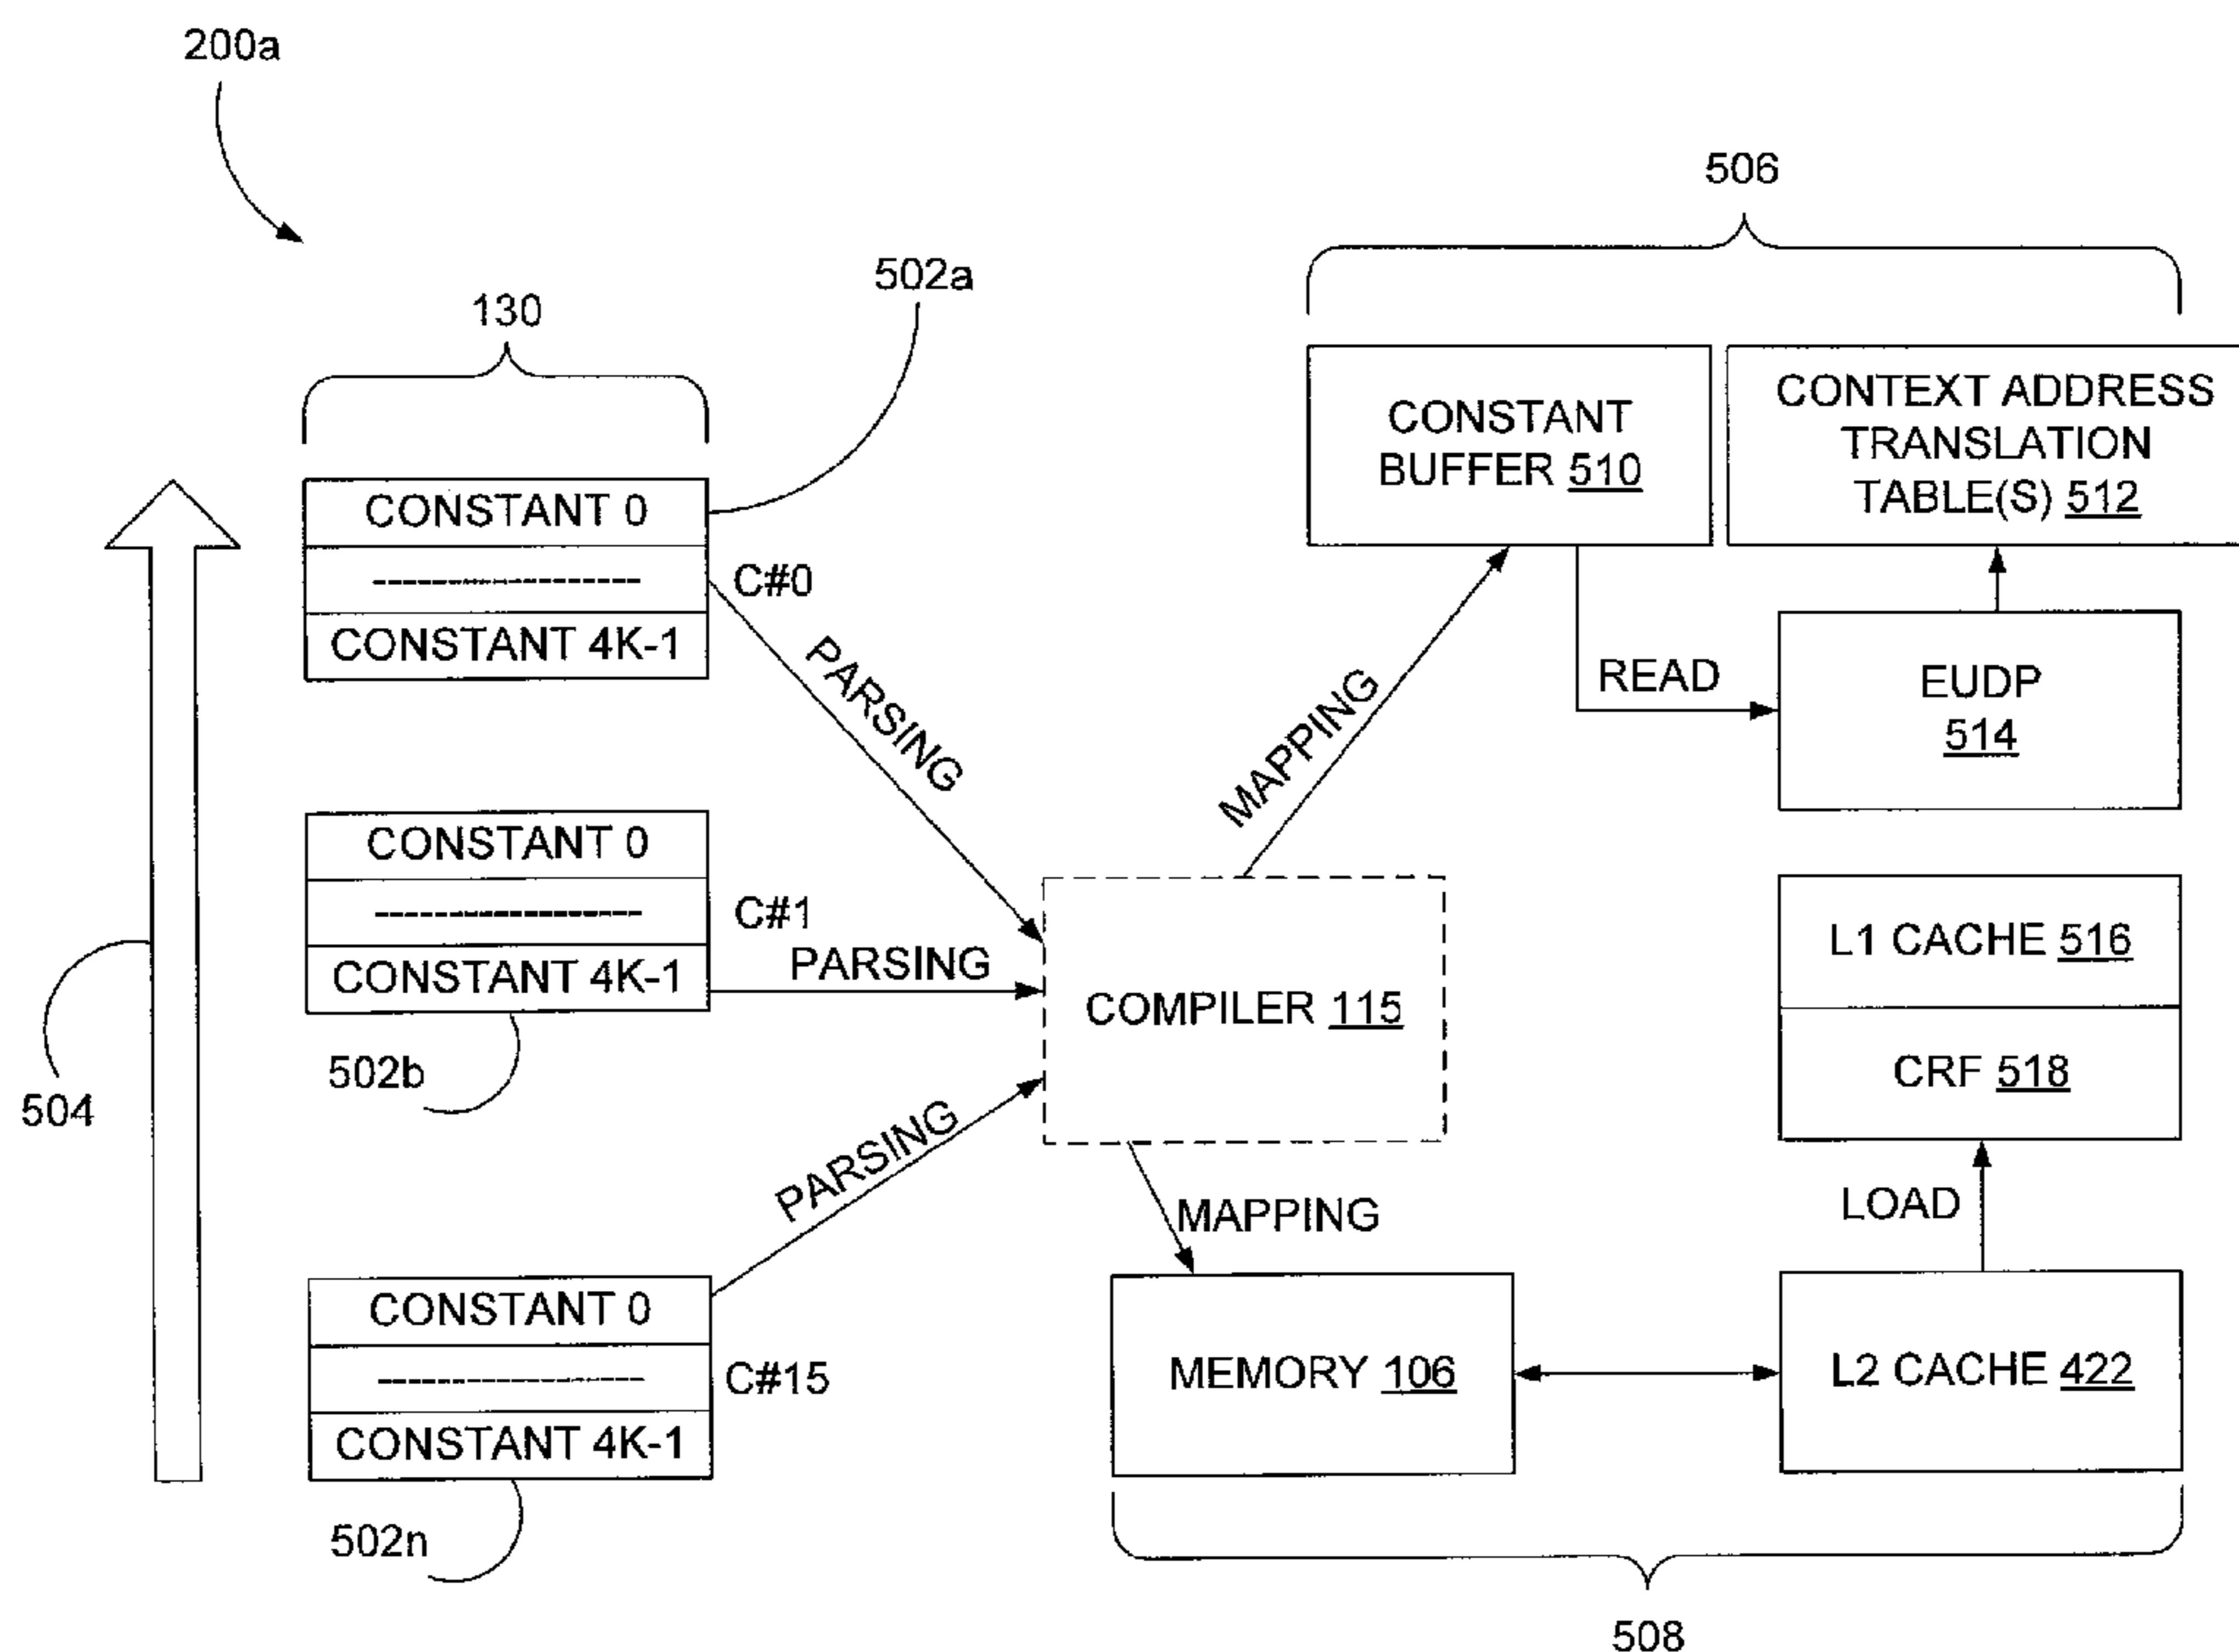 200a
506
502a
130
CONSTANT BUFFER 510
CONTEXT ADDRESS TRANSLATION TABLE(S) 512
CONSTANT 0
C#0
CONSTANT 4K-1
PARSING
MAPPING
READ
EUDP 514
CONSTANT 0
C#1
CONSTANT 4K-1
PARSING
502b
504
COMPILER 115
L1 CACHE 516
CRF 518
PARSING
MAPPING
LOAD
CONSTANT 0
C#15
CONSTANT 4K-1
502n
MEMORY 106
L2 CACHE 422
508